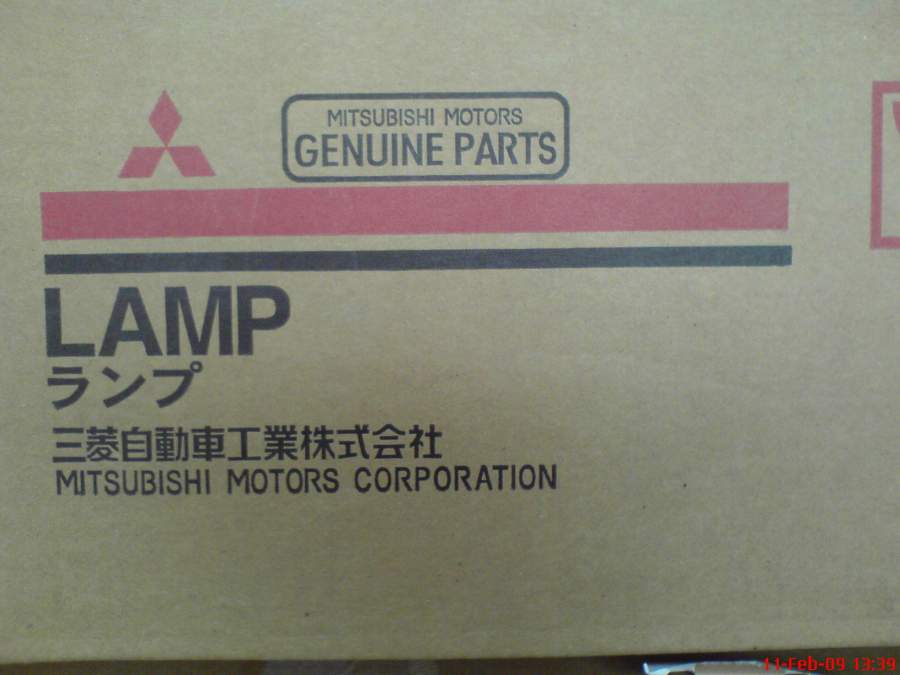 MITSUBISHI MOTORS
GENUINE PARTS
LAMP
ランプ
三菱自動車工業株式会社
MITSUBISHI MOTORS CORPORATION
11-Feb-09 13:39